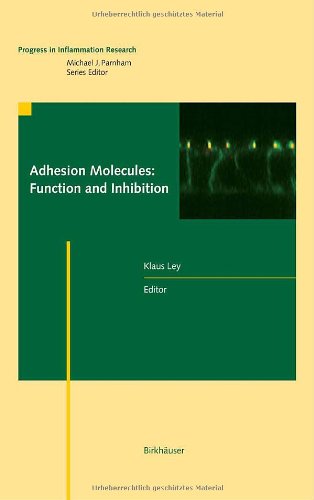 Urheberrechtlich geschütztes Material
Progress in Inflammation Research
Michael J. Parnham
Series Editor
Adhesion Molecules:
Function and Inhibition
Klaus Ley
Editor
Birkhäuser
Urheberrechtlich geschütztes Material